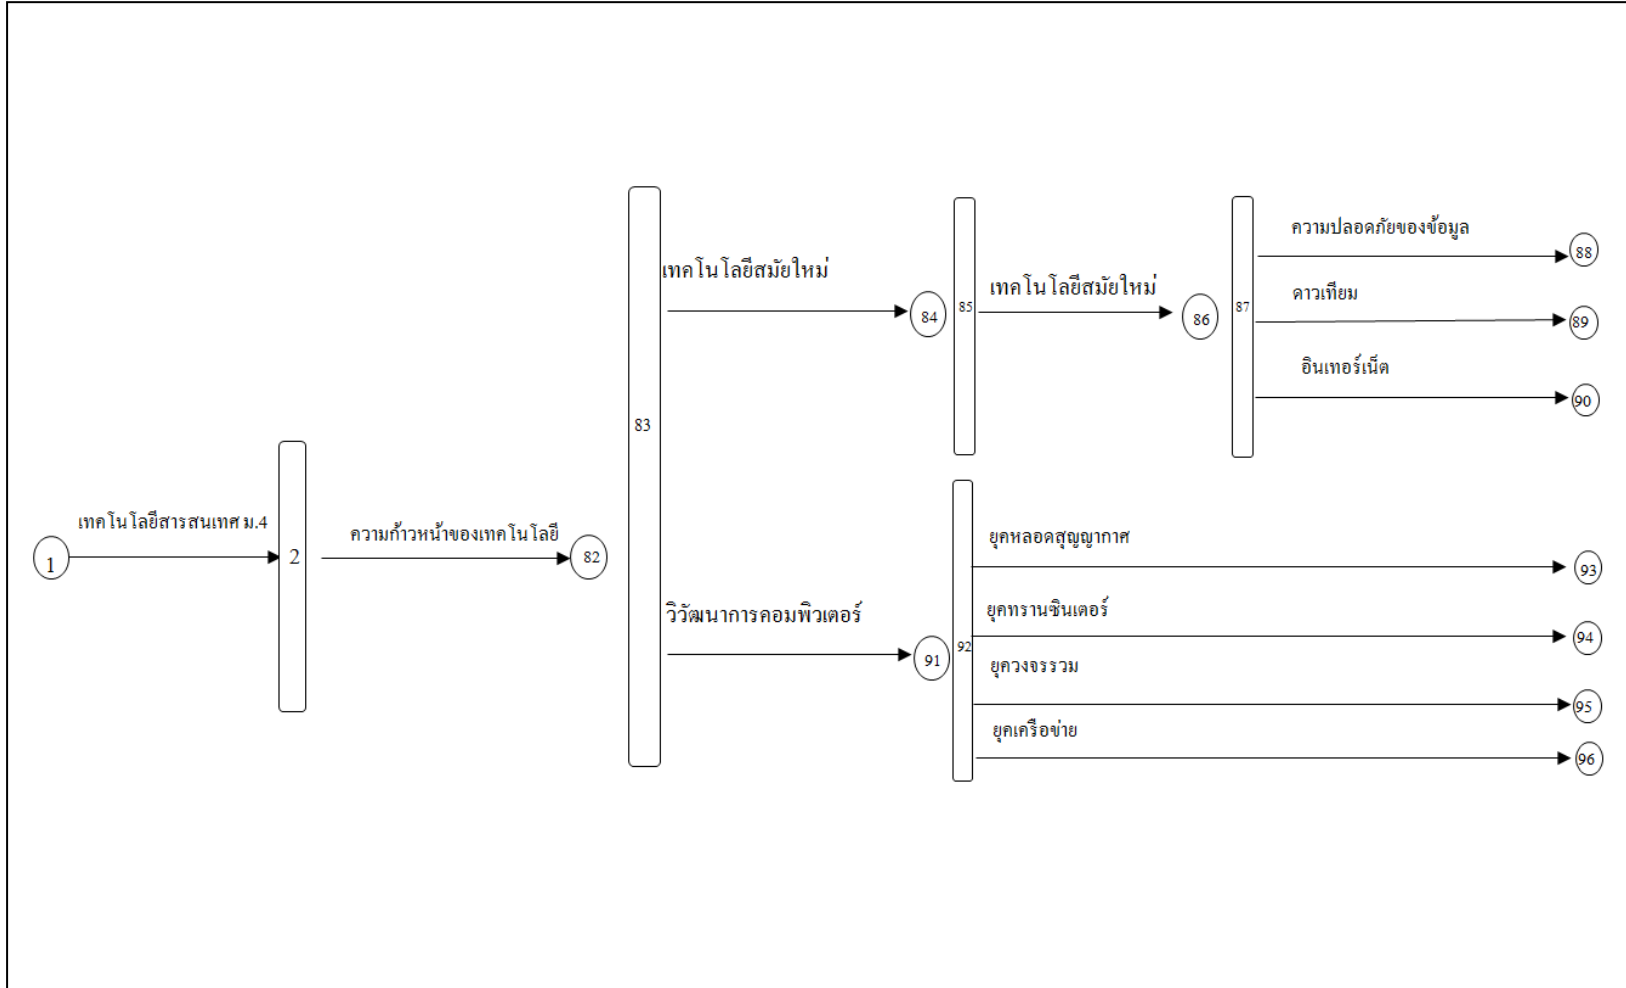 ความปลอดภัยของข้อมูล
88
เทคโนโลยีสมัยใหม่
84
85
เทคโนโลยีสมัยใหม่
86
87
ดาวเทียม
89
อินเทอร์เน็ต
90
83
เทคโนโลยีสารสนเทศ ม.4
1
2
ความก้าวหน้าของเทคโนโลยี
82
วิวัฒนาการคอมพิวเตอร์
91
92
ยุคหลอดสุญญากาศ
93
ยุคทรานซินเตอร์
94
ยุควงจรรวม
95
ยุคเครือข่าย
96